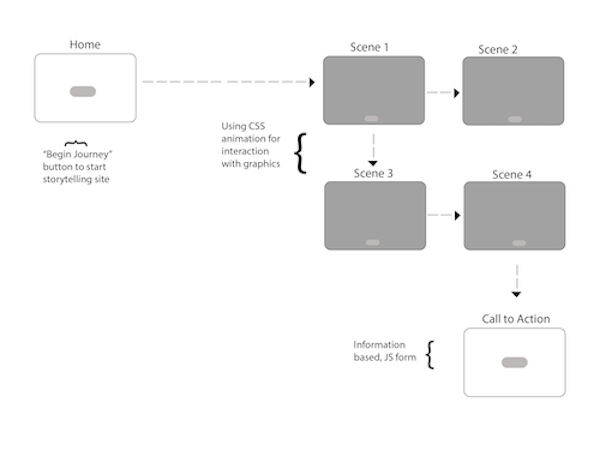 Home
Scene 1
Scene 2
Using CSS
animation for
interaction
with graphics
"Begin Journey"
button to start
storytelling site
Scene 3
Scene 4
Call to Action
Information
based, JS form